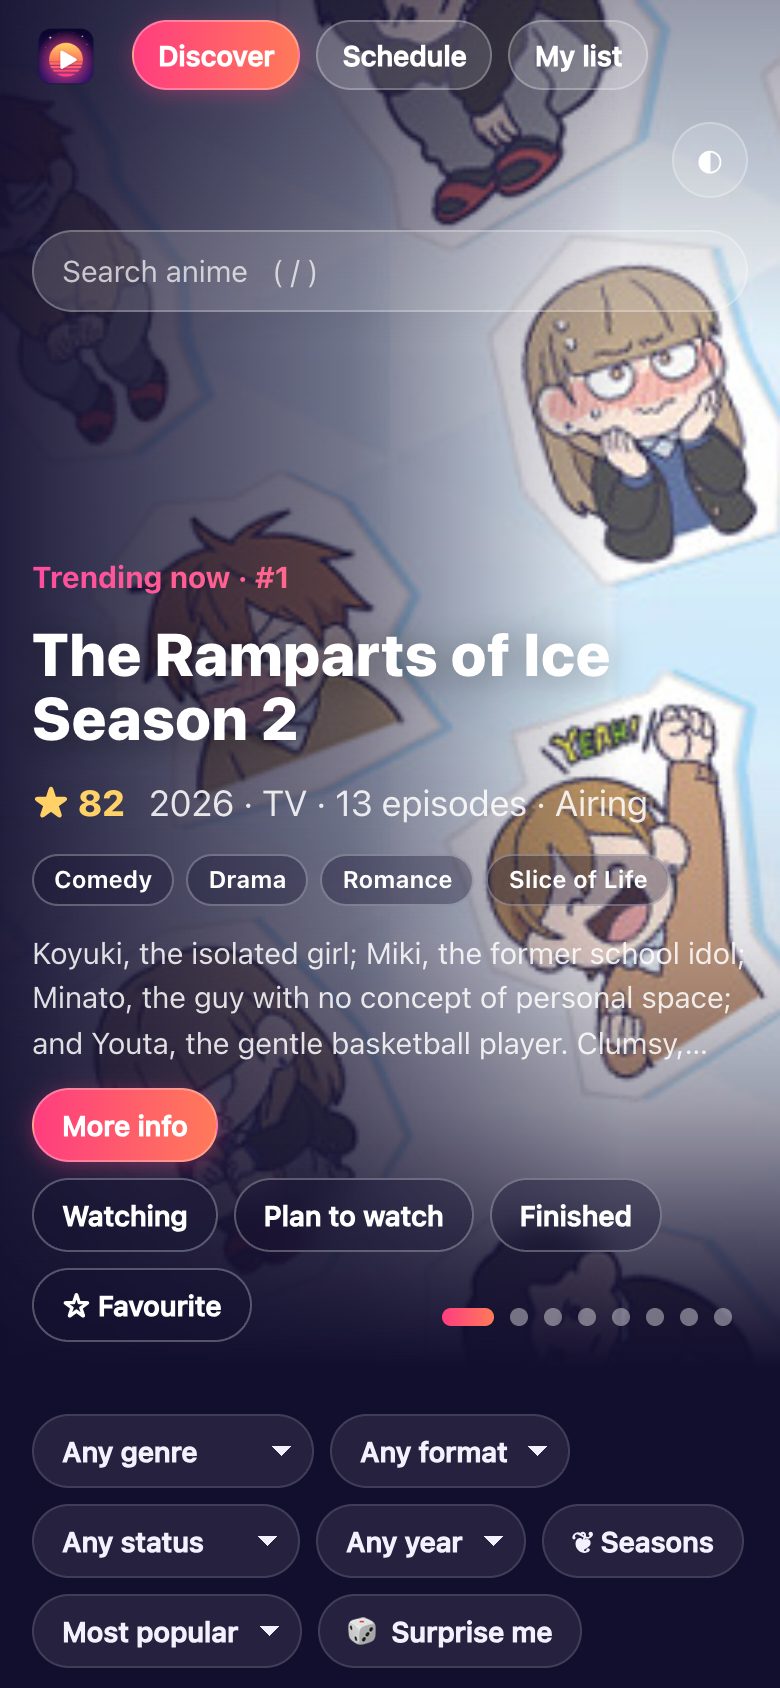 Discover Schedule My list
Search anime ( / )
Trending now · #1
The Ramparts of Ice
Season 2
★ 82 2026 · TV · 13 episodes · Airing
YEAH!
Comedy Drama Romance Slice of Life
Koyuki, the isolated girl; Miki, the former school idol;
Minato, the guy with no concept of personal space;
and Youta, the gentle basketball player. Clumsy,...
More info
Watching Plan to watch Finished
☆ Favourite
Any genre Any format
Any status Any year ❦ Seasons
Most popular 🎲 Surprise me